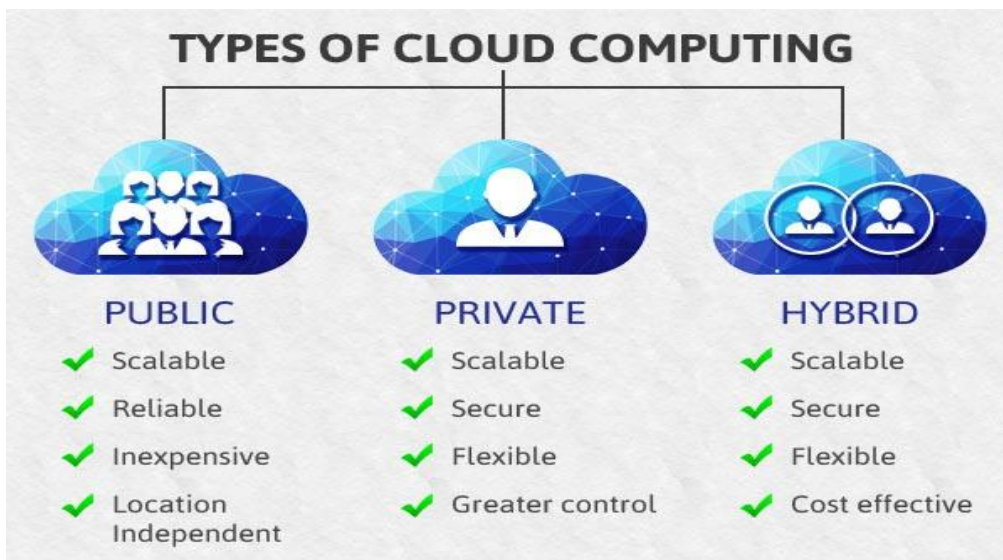 TYPES OF CLOUD COMPUTING
PUBLIC
Scalable
Reliable
Inexpensive
Location
Independent
PRIVATE
Scalable
Secure
Flexible
Greater control
HYBRID
Scalable
Secure
Flexible
Cost effective